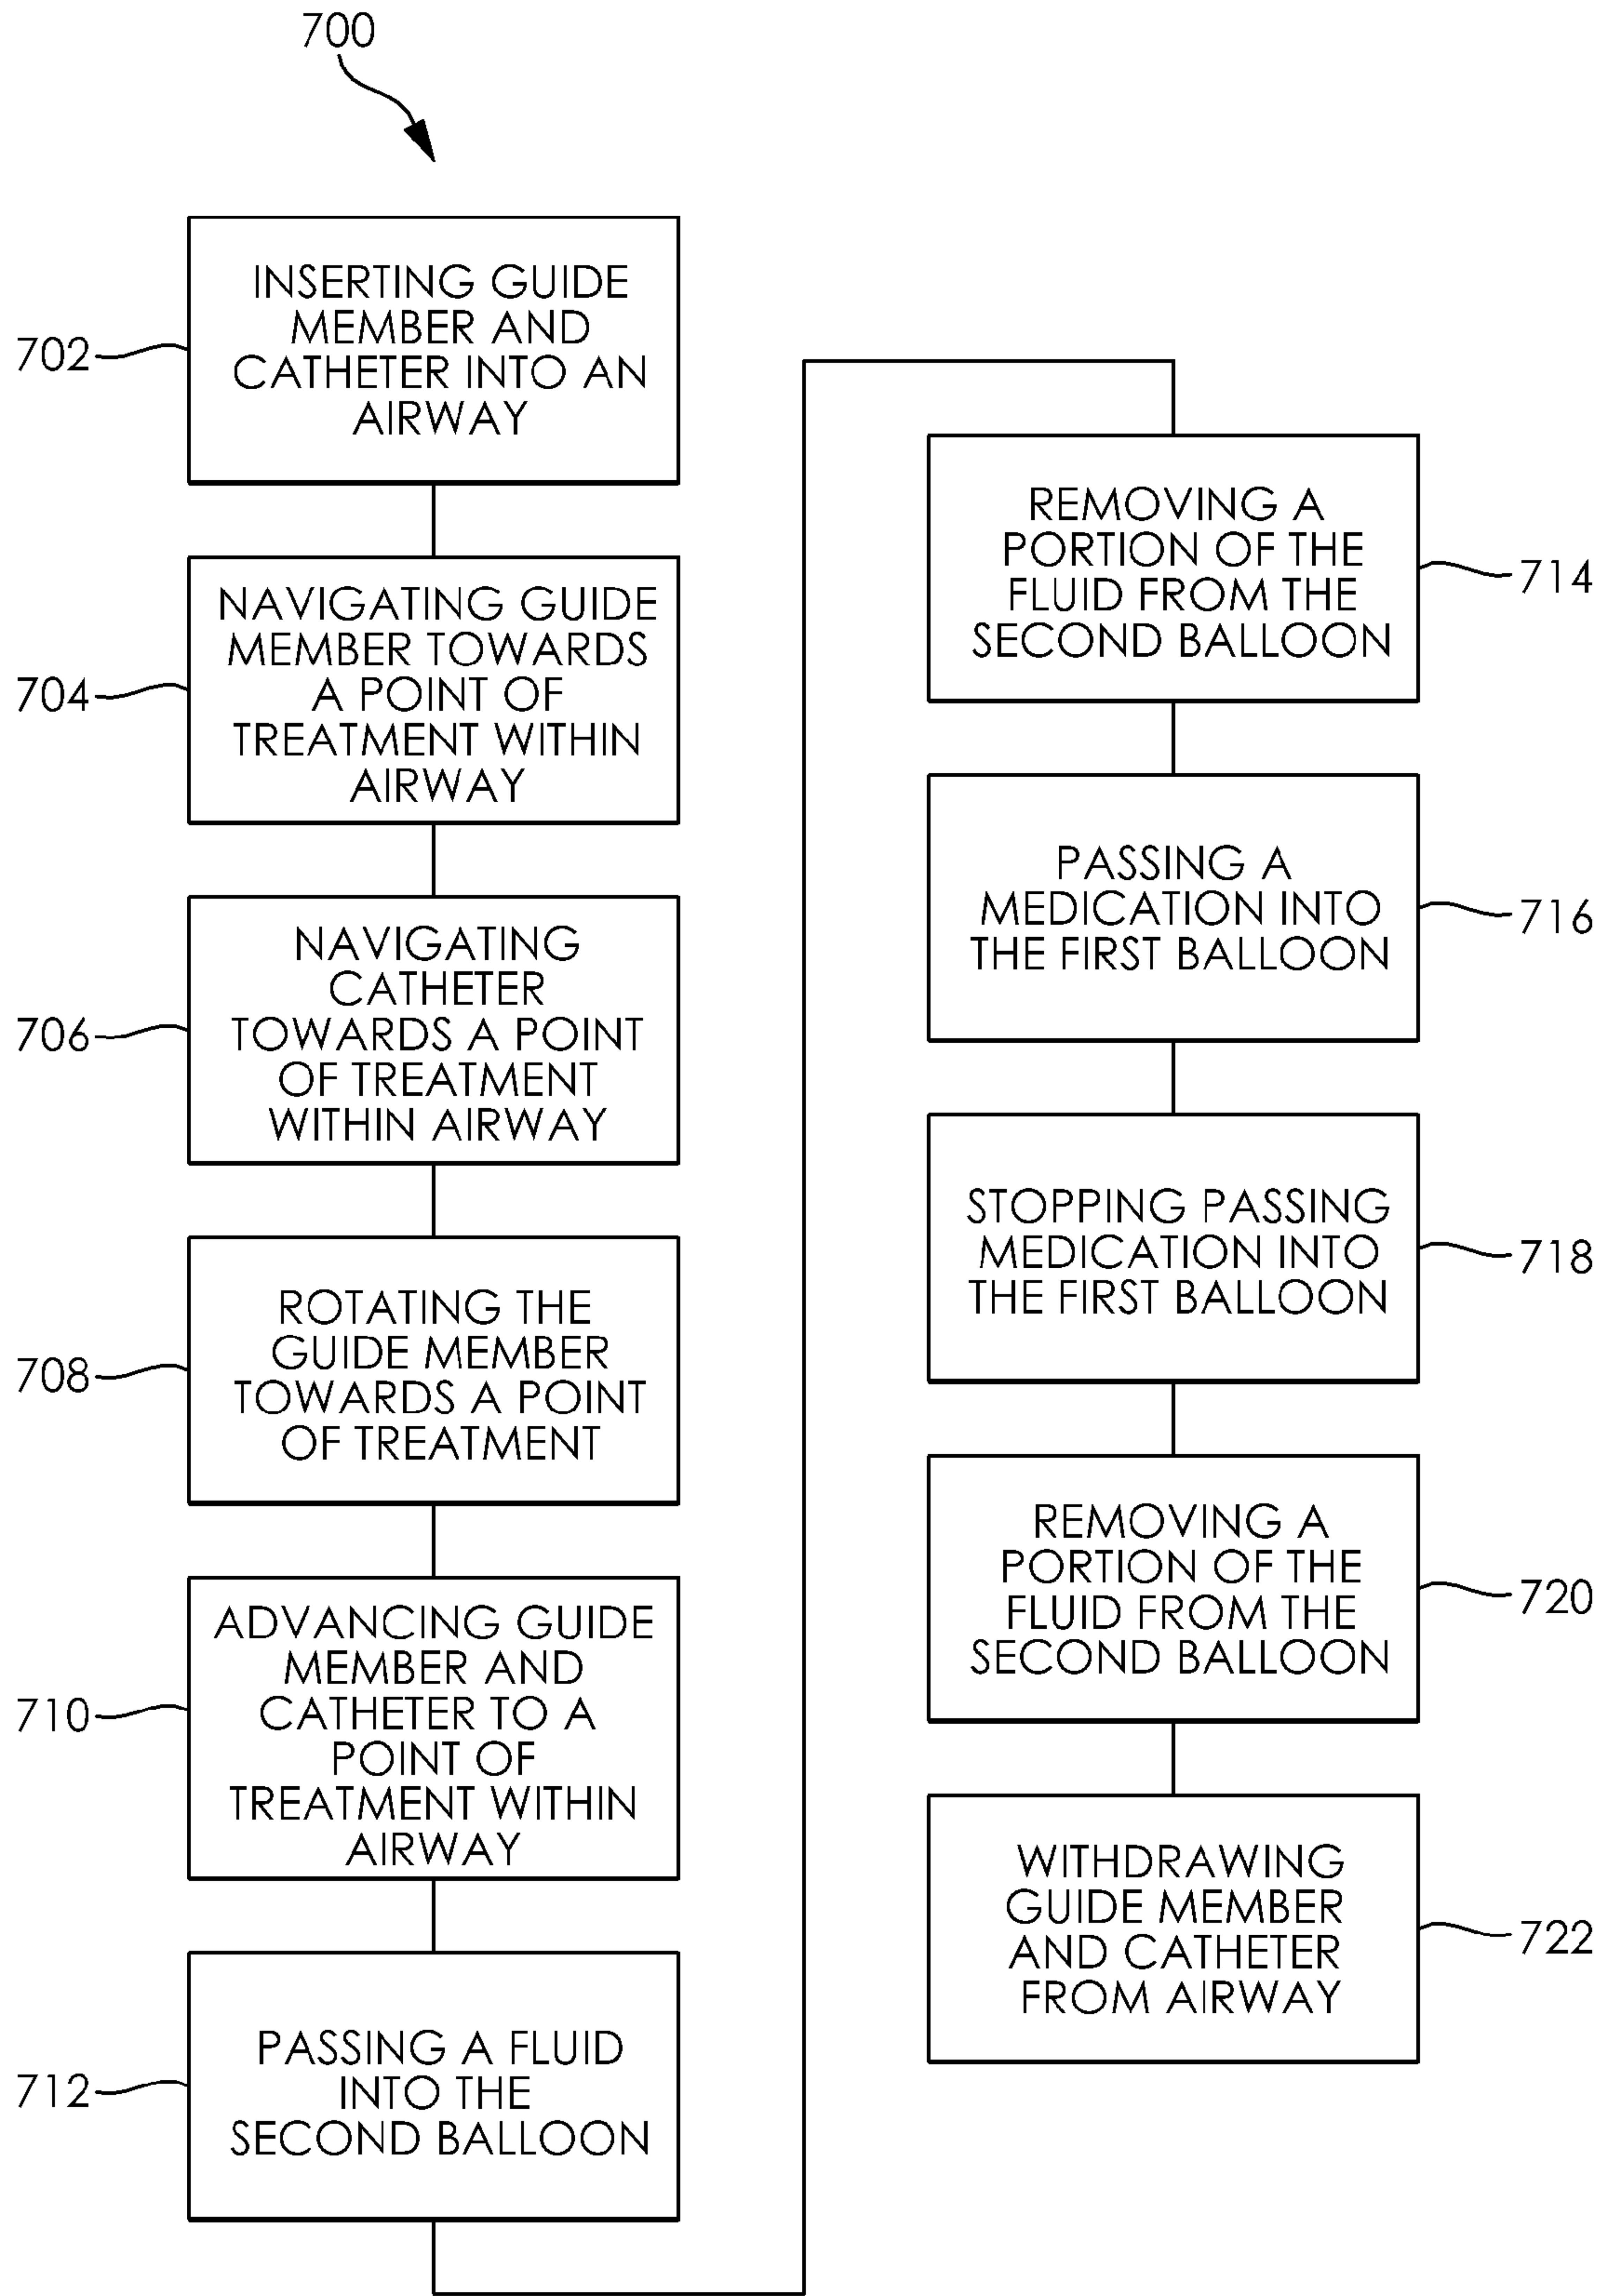 700
702
INSERTING GUIDE
MEMBER AND
CATHETER INTO AN
AIRWAY
704
NAVIGATING GUIDE
MEMBER TOWARDS
A POINT OF
TREATMENT WITHIN
AIRWAY
706
NAVIGATING
CATHETER
TOWARDS A POINT
OF TREATMENT
WITHIN AIRWAY
708
ROTATING THE
GUIDE MEMBER
TOWARDS A POINT
OF TREATMENT
710
ADVANCING GUIDE
MEMBER AND
CATHETER TO A
POINT OF
TREATMENT WITHIN
AIRWAY
712
PASSING A FLUID
INTO THE
SECOND BALLOON
REMOVING A
PORTION OF THE
FLUID FROM THE
SECOND BALLOON
714
PASSING A
MEDICATION INTO
THE FIRST BALLOON
716
STOPPING PASSING
MEDICATION INTO
THE FIRST BALLOON
718
REMOVING A
PORTION OF THE
FLUID FROM THE
SECOND BALLOON
720
WITHDRAWING
GUIDE MEMBER
AND CATHETER
FROM AIRWAY
722